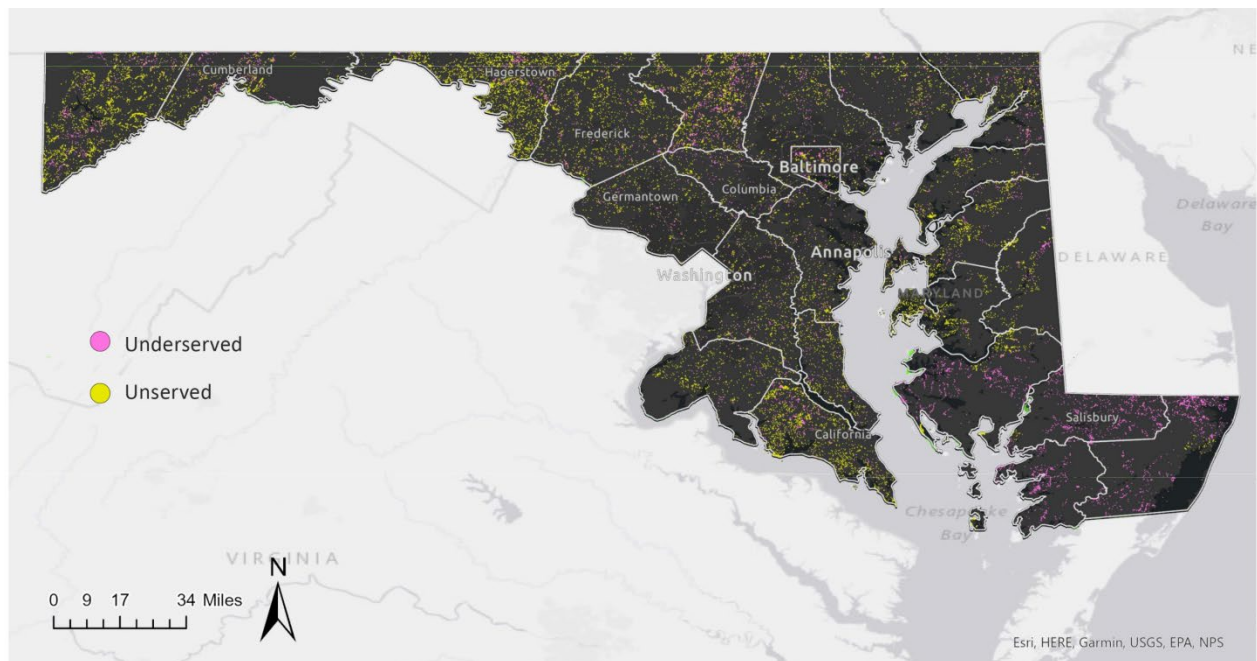 NE
Cumberland
Hagerstown
Frederick
Baltimore
Germantown
Columbia
Delaware
Bay
Annapolis
DELAWARE
Washington
MARYLAND
Underserved
Unserved
Salisbury
California
Chesapeake
Bay
VIRGINIA
N
0 9 17 34 Miles
Esri, HERE, Garmin, USGS, EPA, NPS